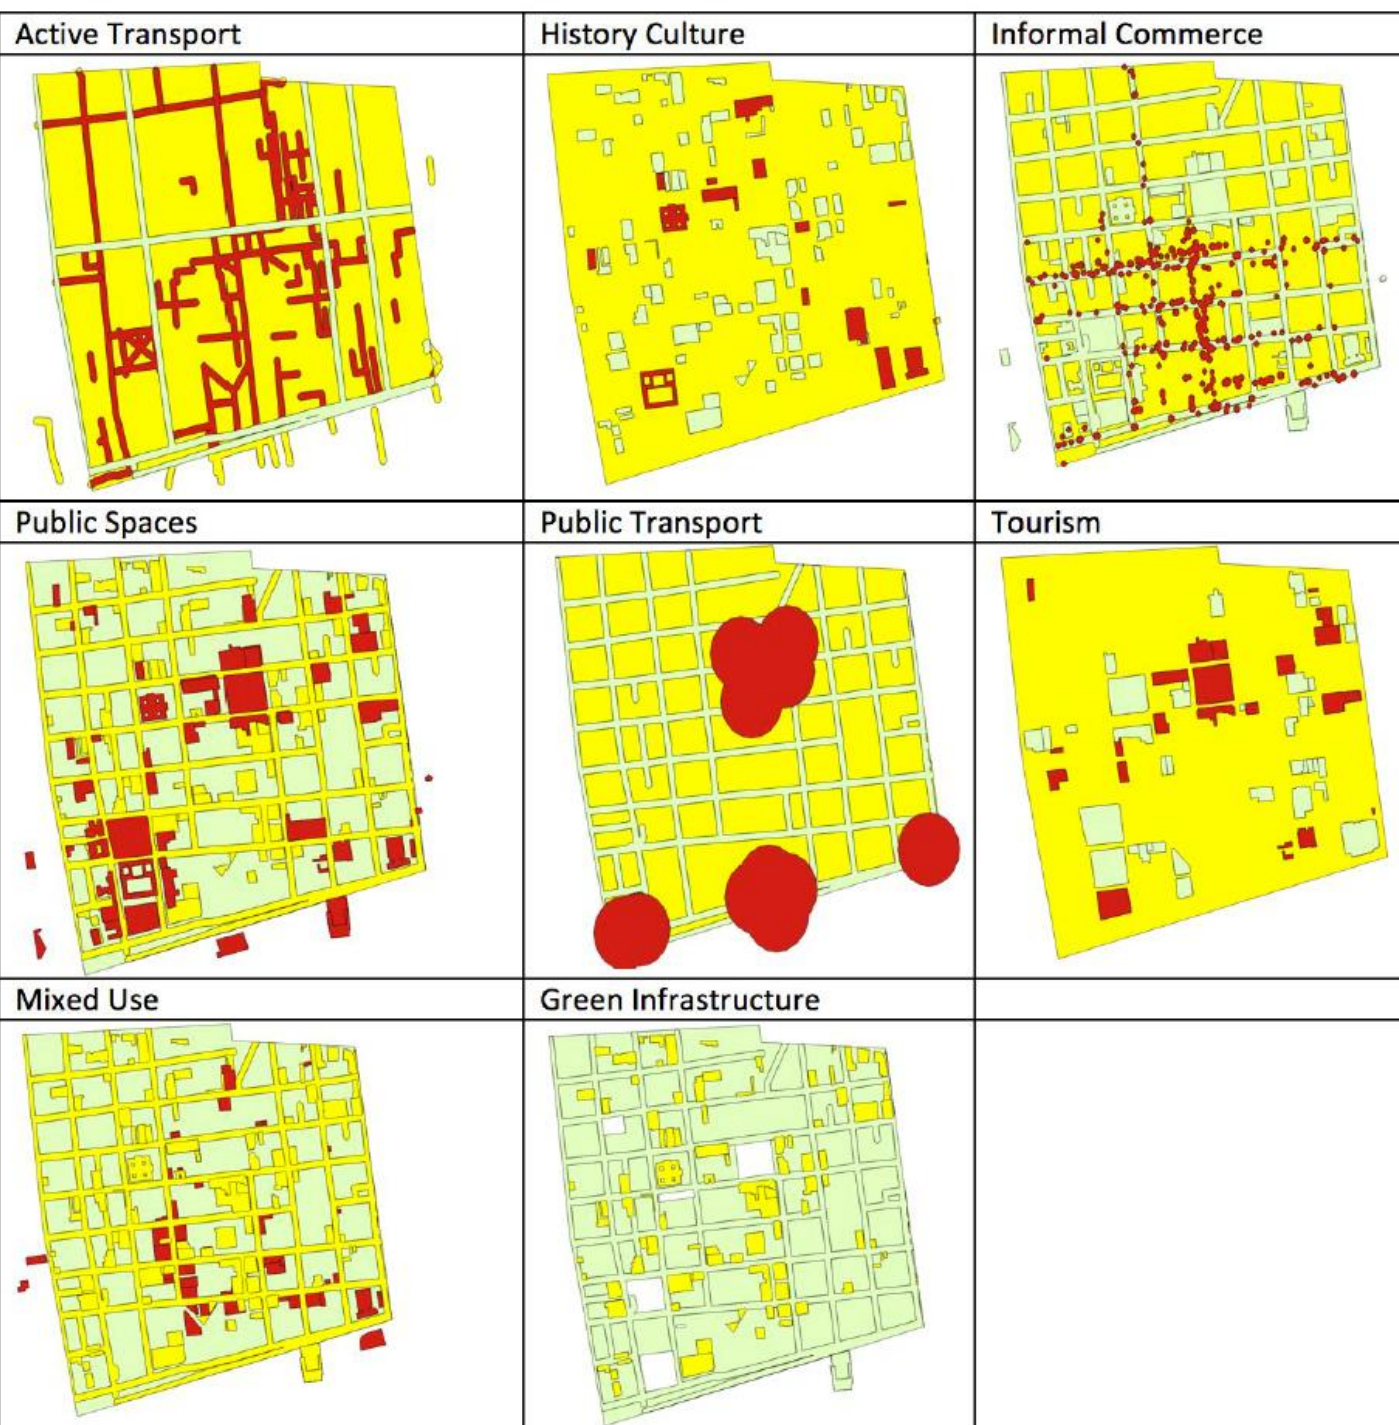 Active Transport
History Culture
Informal Commerce
Public Spaces
Public Transport
Tourism
Mixed Use
Green Infrastructure